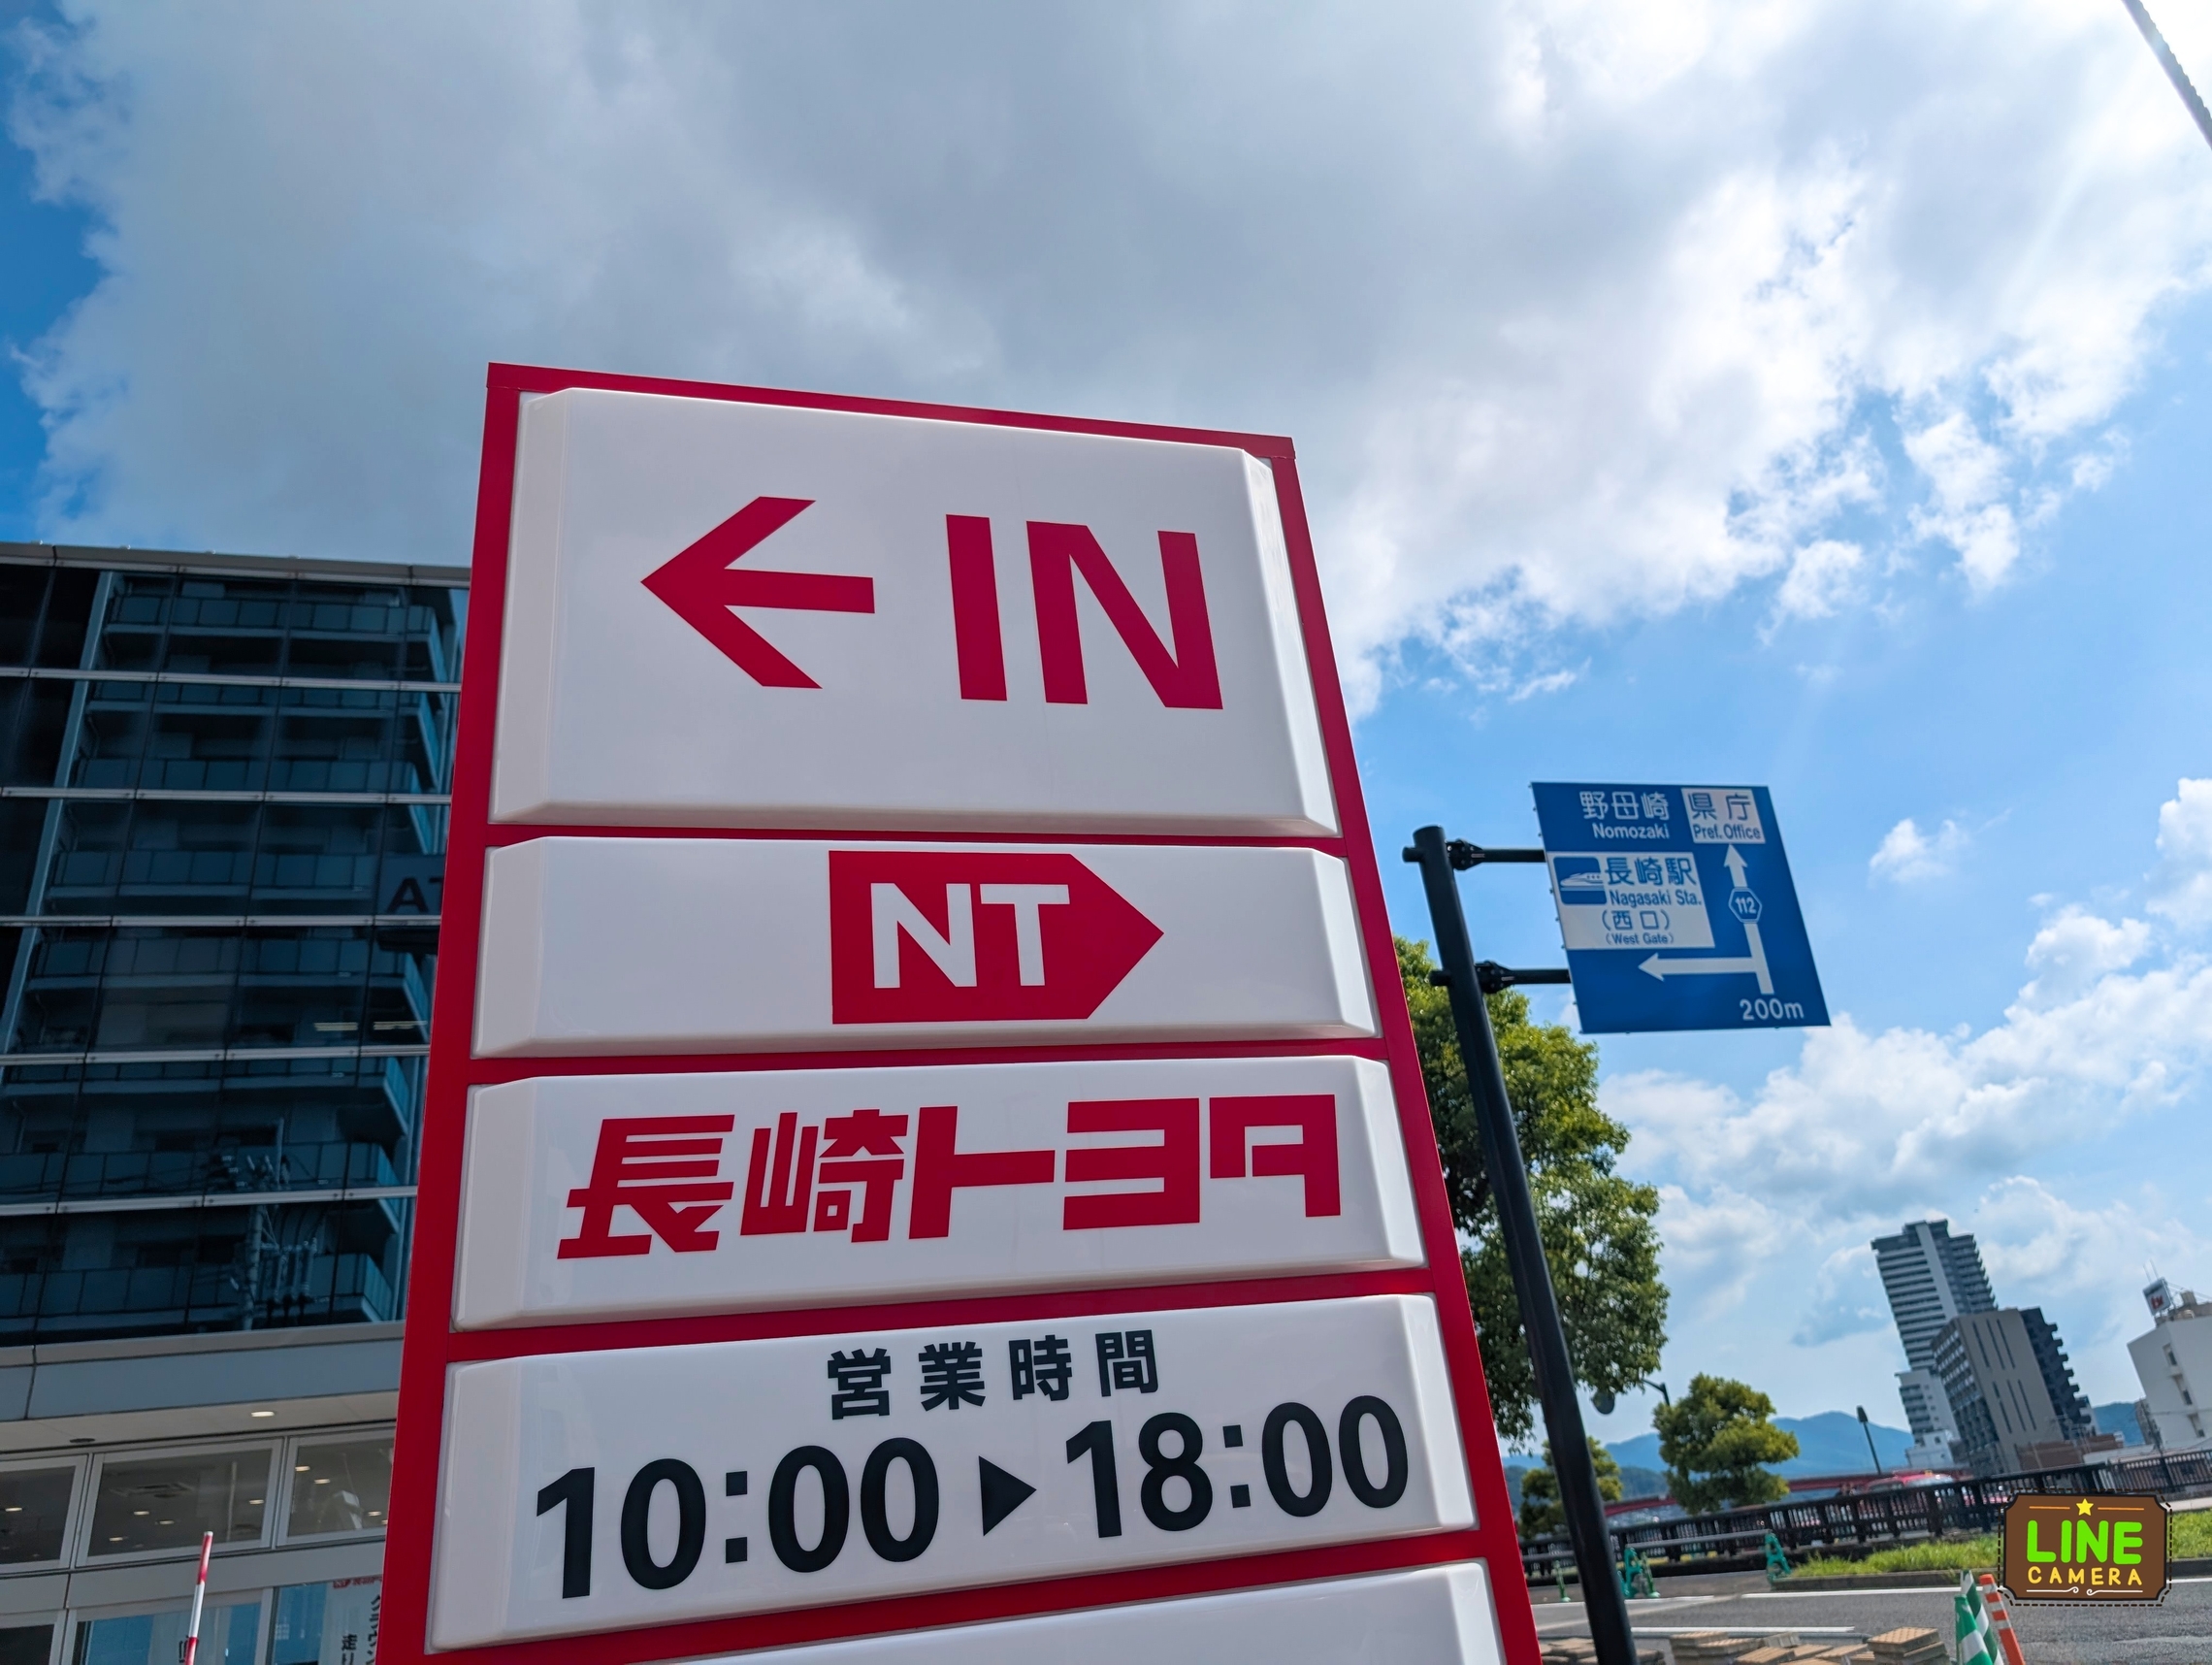 IN
NT
長崎トヨタ
営業時間
10:00▶18:00
野母崎 県庁
Nomozaki Pref. Office
長崎駅
Nagasaki Sta.
(西口)
(West Gate)
112
200m
LINE
CAMERA